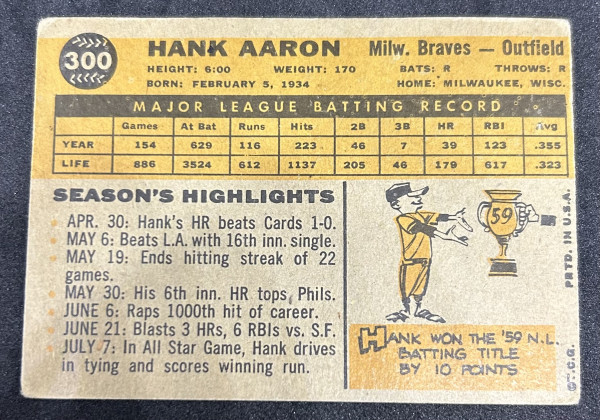 300
HANK AARON Milw. Braves — Outfield
HEIGHT: 6:00 WEIGHT: 170 BATS: R THROWS: R
BORN: FEBRUARY 5, 1934 HOME: MILWAUKEE, WISC.
MAJOR LEAGUE BATTING RECORD
Games At Bat Runs Hits 2B 3B HR RBI Avg
YEAR 154 629 116 223 46 7 39 123 .355
LIFE 886 3524 612 1137 205 46 179 617 .323
SEASON'S HIGHLIGHTS
APR. 30: Hank's HR beats Cards 1-0.
MAY 6: Beats L.A. with 16th inn. single.
MAY 19: Ends hitting streak of 22
games.
MAY 30: His 6th inn. HR tops, Phils.
JUNE 6: Raps 1000th hit of career.
JUNE 21: Blasts 3 HRs, 6 RBIs vs. S.F.
JULY 7: In All Star Game, Hank drives
in tying and scores winning run.
59
HANK WON THE '59 N.L.
BATTING TITLE
BY 10 POINTS
©T.C.G. PRTD. IN U.S.A.